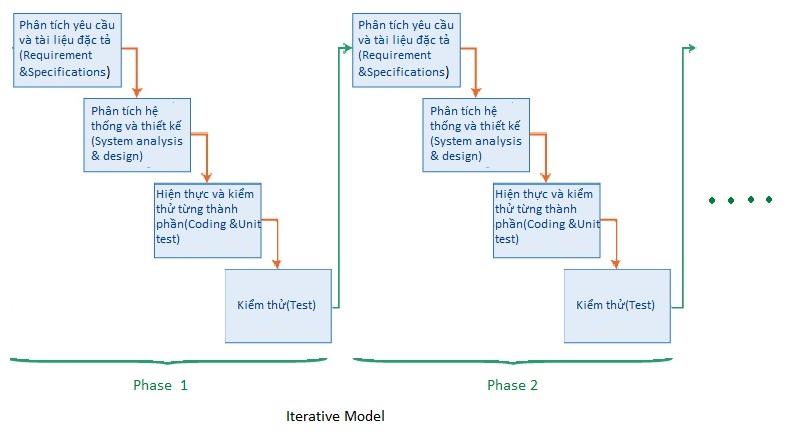 Phân tích yêu cầu
và tài liệu đặc tả
(Requirement
&Specifications)
Phân tích hệ
thống và thiết kế
(System analysis
& design)
Hiện thực và kiểm
thử từng thành
phần(Coding &Unit
test)
Kiểm thử(Test)
Phân tích yêu cầu
và tài liệu đặc tả
(Requirement
&Specifications)
Phân tích hệ
thống và thiết kế
(System analysis
& design)
Hiện thực và kiểm
thử từng thành
phần(Coding &Unit
test)
Kiểm thử(Test)
Phase 1
Phase 2
Iterative Model